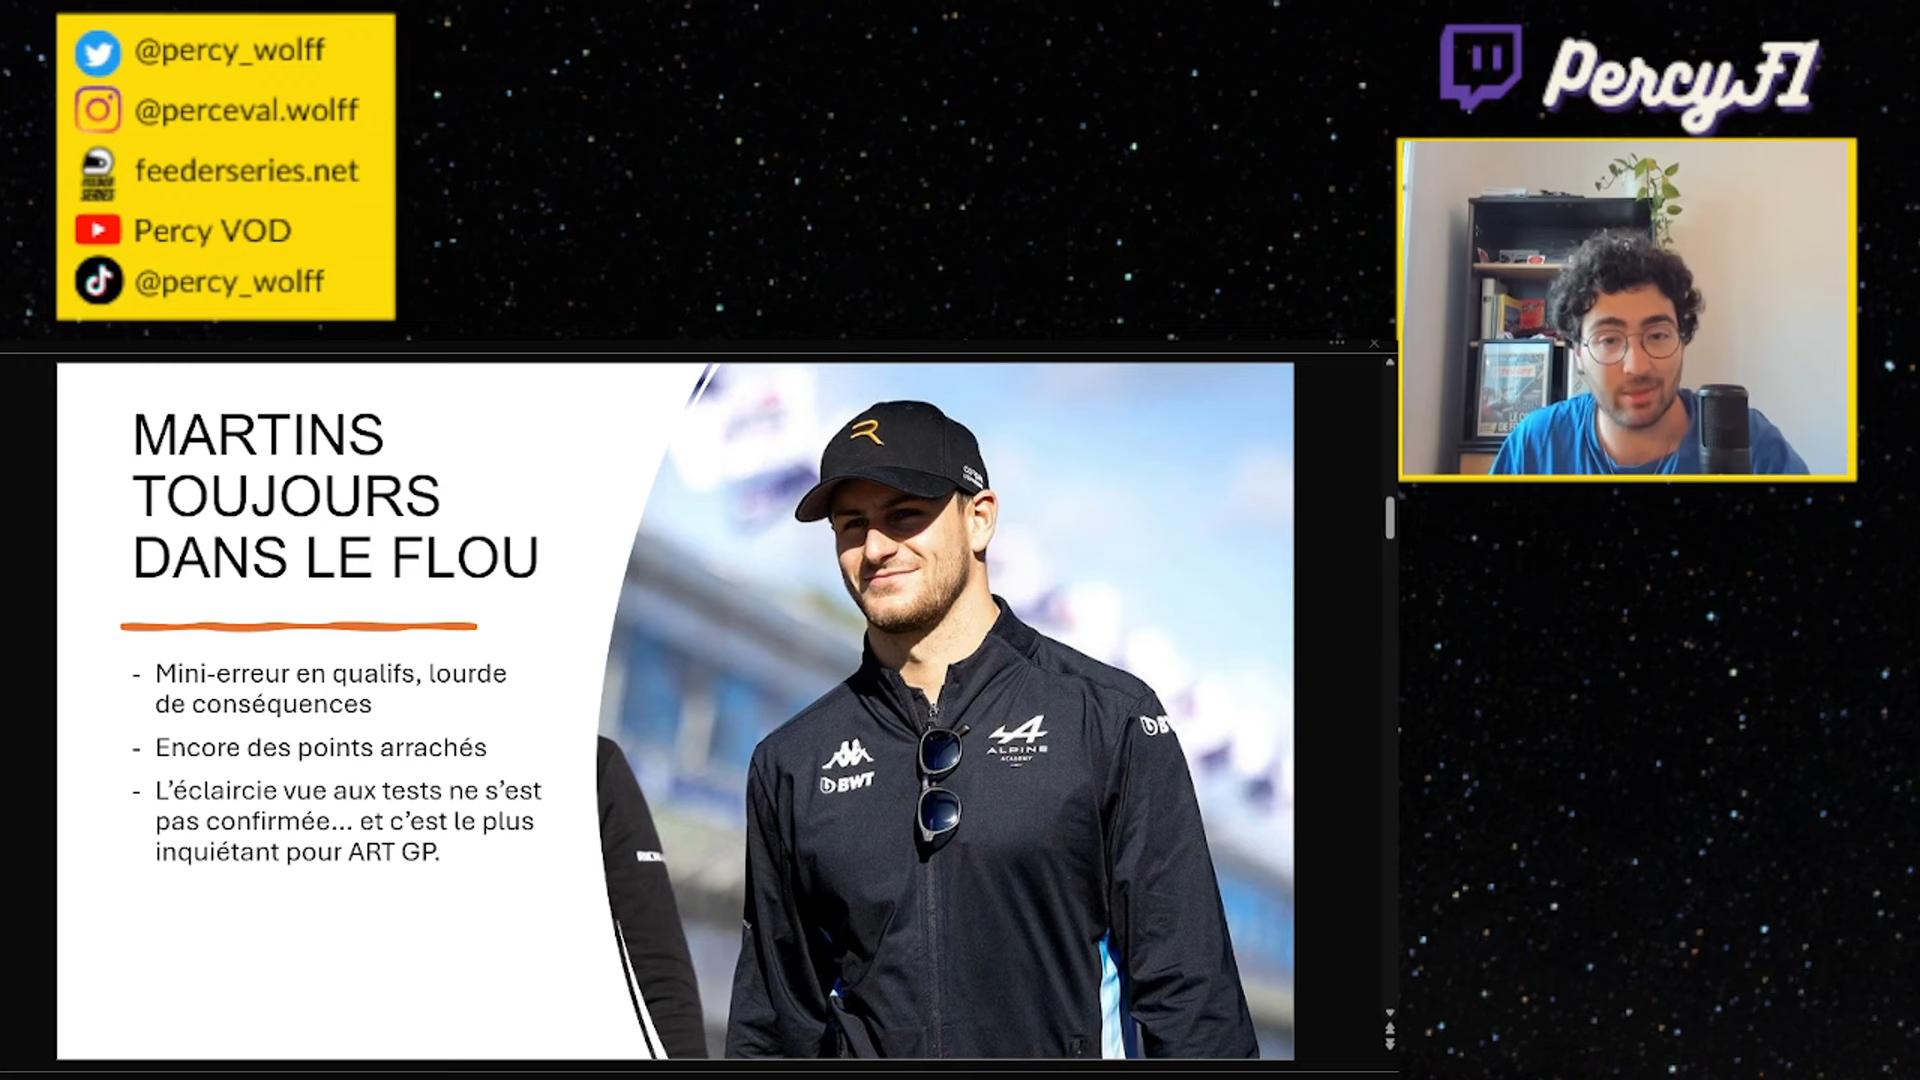 @percy_wolff
@perceval.wolff
feederseries.net
Percy VOD
@percy_wolff
PercyF1
MARTINS
TOUJOURS
DANS LE FLOU
- Mini-erreur en qualifs, lourde
de conséquences
- Encore des points arrachés
- L’éclaircie vue aux tests ne s’est
pas confirmée... et c’est le plus
inquiétant pour ART GP.
ALPINE
ACADEMY
BWT